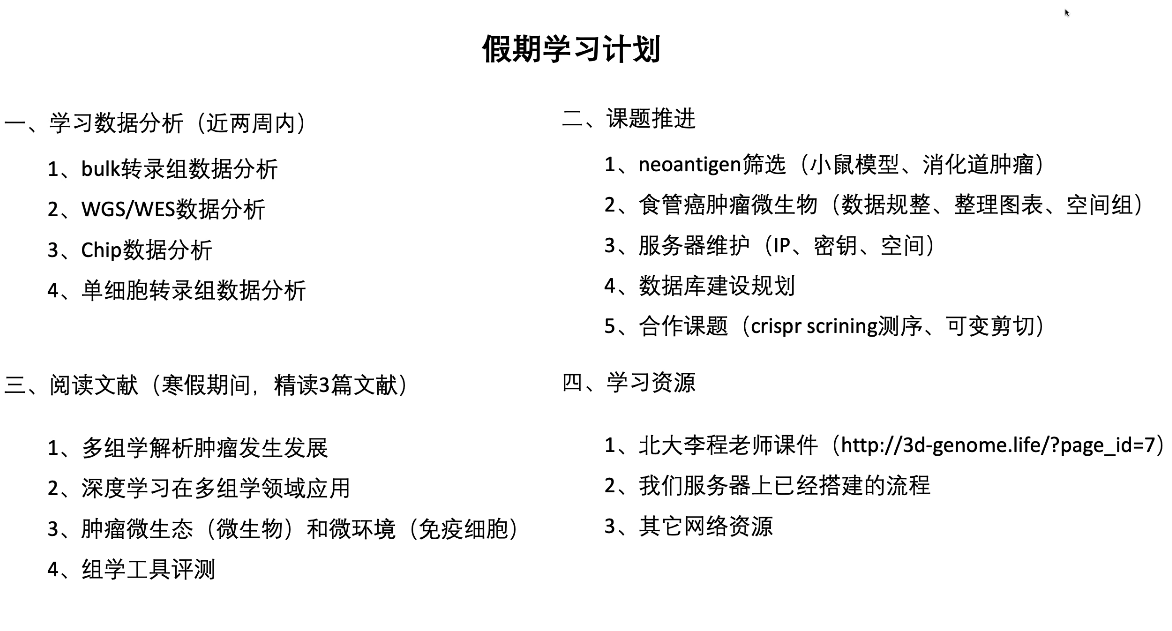 假期学习计划
一、学习数据分析（近两周内）
1、bulk转录组数据分析
2、WGS/WES数据分析
3、Chip数据分析
4、单细胞转录组数据分析
二、课题推进
1、neoantigen筛选（小鼠模型、消化道肿瘤）
2、食管癌肿瘤微生物（数据规整、整理图表、空间组）
3、服务器维护（IP、密钥、空间）
4、数据库建设规划
5、合作课题（crispr scrining测序、可变剪切）
三、阅读文献（寒假期间，精读3篇文献）
1、多组学解析肿瘤发生发展
2、深度学习在多组学领域应用
3、肿瘤微生态（微生物）和微环境（免疫细胞）
4、组学工具评测
四、学习资源
1、北大李程老师课件（http://3d-genome.life/?page_id=7）
2、我们服务器上已经搭建的流程
3、其它网络资源